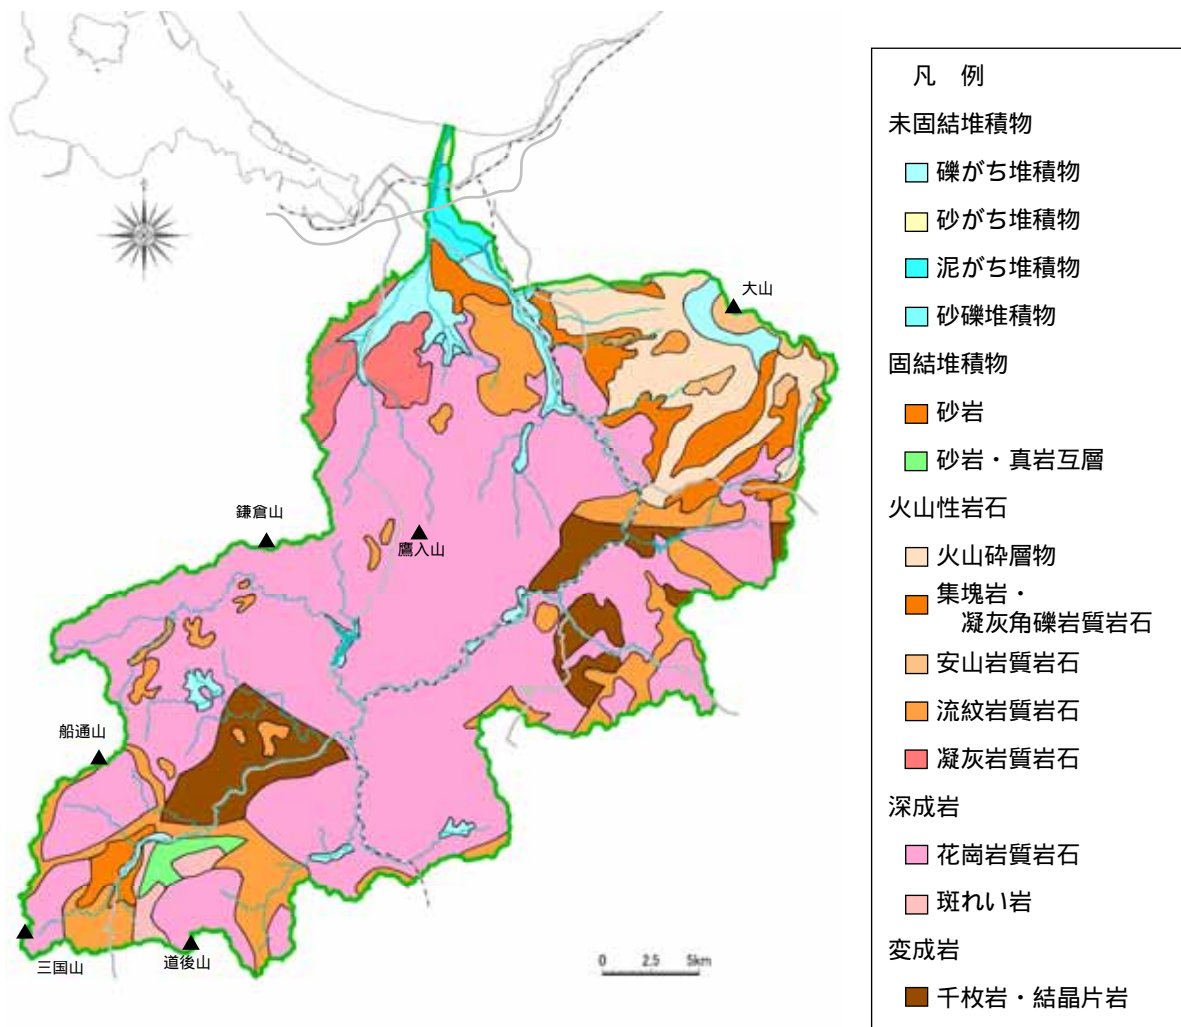 大山
鎌倉山
鷹入山
船通山
三国山
道後山
0 2.5 5km
凡 例
未固結堆積物
礫がち堆積物
砂がち堆積物
泥がち堆積物
砂礫堆積物
固結堆積物
砂岩
砂岩・真岩互層
火山性岩石
火山砕層物
集塊岩・
凝灰角礫岩質岩石
安山岩質岩石
流紋岩質岩石
凝灰岩質岩石
深成岩
花崗岩質岩石
斑れい岩
変成岩
千枚岩・結晶片岩